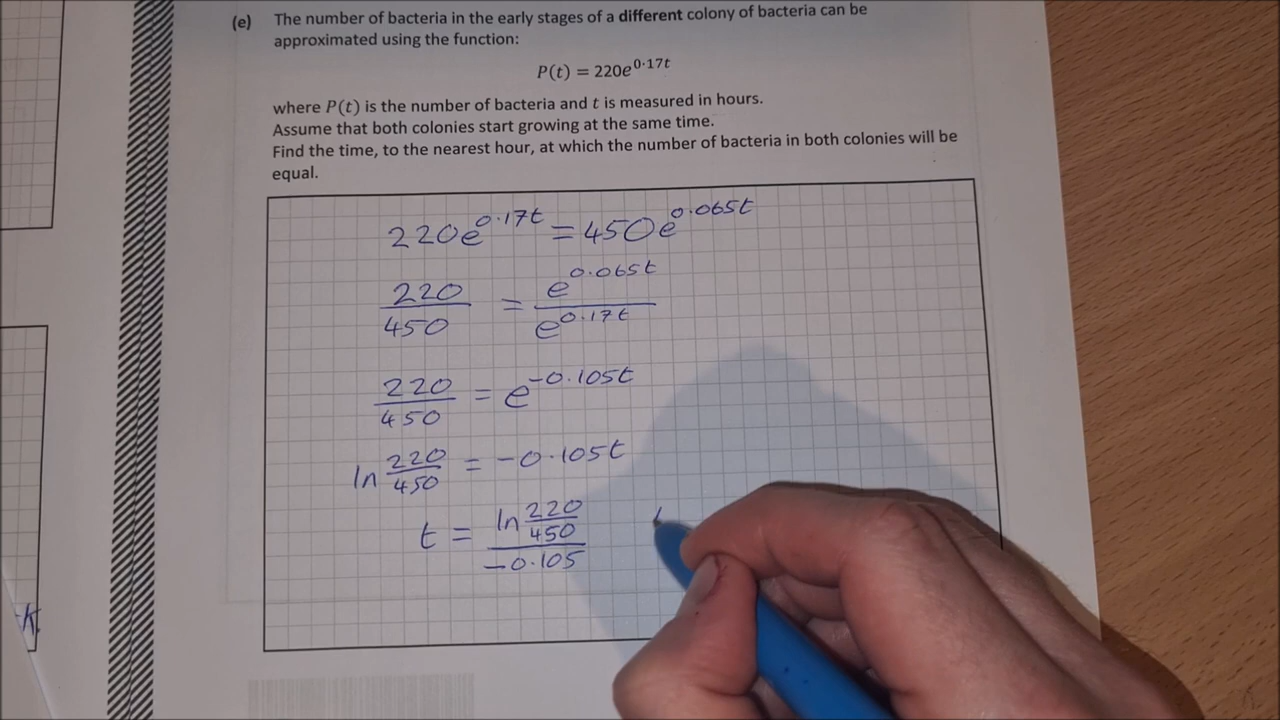 (e) The number of bacteria in the early stages of a different colony of bacteria can be
approximated using the function:
P(t) = 220e^0·17t
where P(t) is the number of bacteria and t is measured in hours.
Assume that both colonies start growing at the same time.
Find the time, to the nearest hour, at which the number of bacteria in both colonies will be
equal.
220e^0.17t = 450e^0.065t
220/450 = e^0.065t/e^0.17t
220/450 = e^-0.105t
ln 220/450 = -0.105t
t = ln 220/450 / -0.105